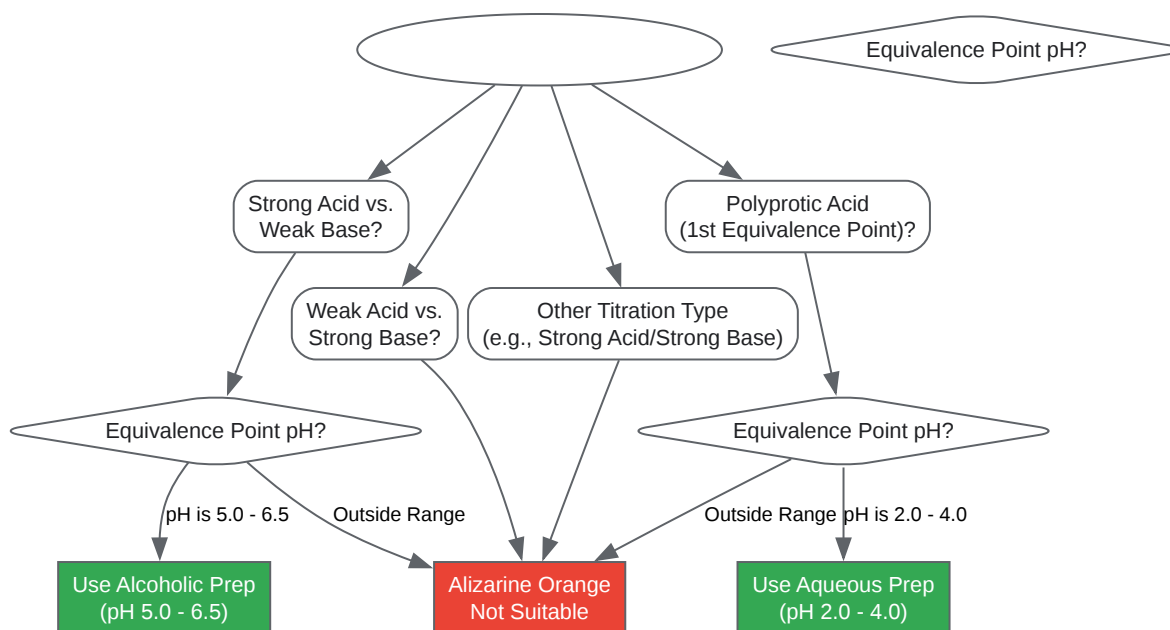 Equivalence Point pH?
Strong Acid vs.
Weak Base?
Polyprotic Acid
(1st Equivalence Point)?
Weak Acid vs.
Strong Base?
Other Titration Type
(e.g., Strong Acid/Strong Base)
Equivalence Point pH?
Equivalence Point pH?
pH is 5.0 - 6.5
Outside Range
Outside Range
pH is 2.0 - 4.0
Use Alcoholic Prep
(pH 5.0 - 6.5)
Alizarine Orange
Not Suitable
Use Aqueous Prep
(pH 2.0 - 4.0)